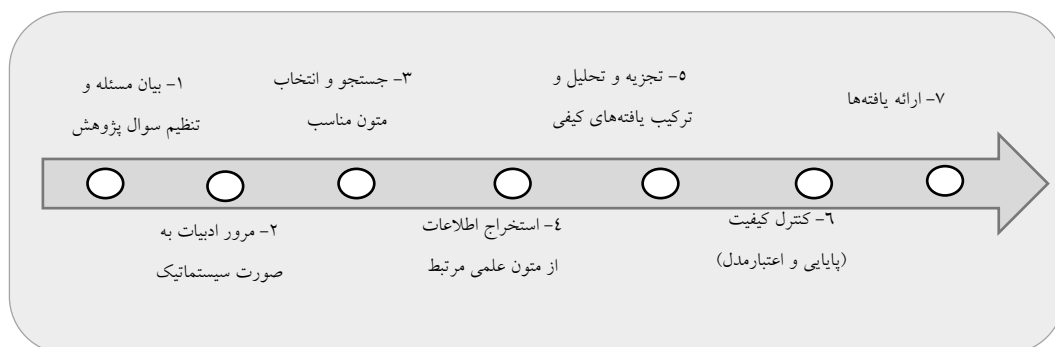 ۱- بیان مسئله و
تنظیم سوال پژوهش
۲- مرور ادبیات به
صورت سیستماتیک
۳- جستجو و انتخاب
متون مناسب
٤- استخراج اطلاعات
از متون علمی مرتبط
٥- تجزیه و تحلیل و
ترکیب یافته‌های کیفی
٦- کنترل کیفیت
(پایایی و اعتبارمدل)
۷- ارائه یافته‌ها